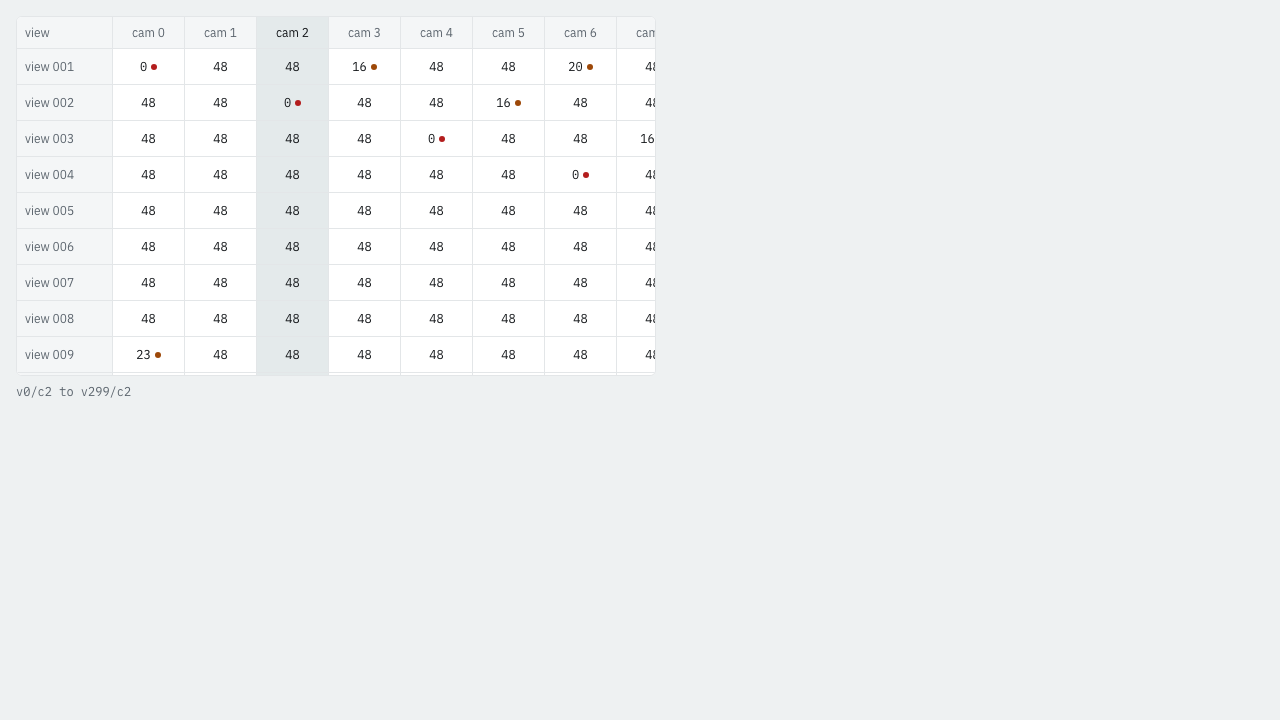 view cam 0 cam 1 cam 2 cam 3 cam 4 cam 5 cam 6
view 001 0 48 48 16 48 48 20
view 002 48 48 0 48 48 16 48
view 003 48 48 48 48 0 48 48 16
view 004 48 48 48 48 48 48 0
view 005 48 48 48 48 48 48 48
view 006 48 48 48 48 48 48 48
view 007 48 48 48 48 48 48 48
view 008 48 48 48 48 48 48 48
view 009 23 48 48 48 48 48 48
v0/c2 to v299/c2